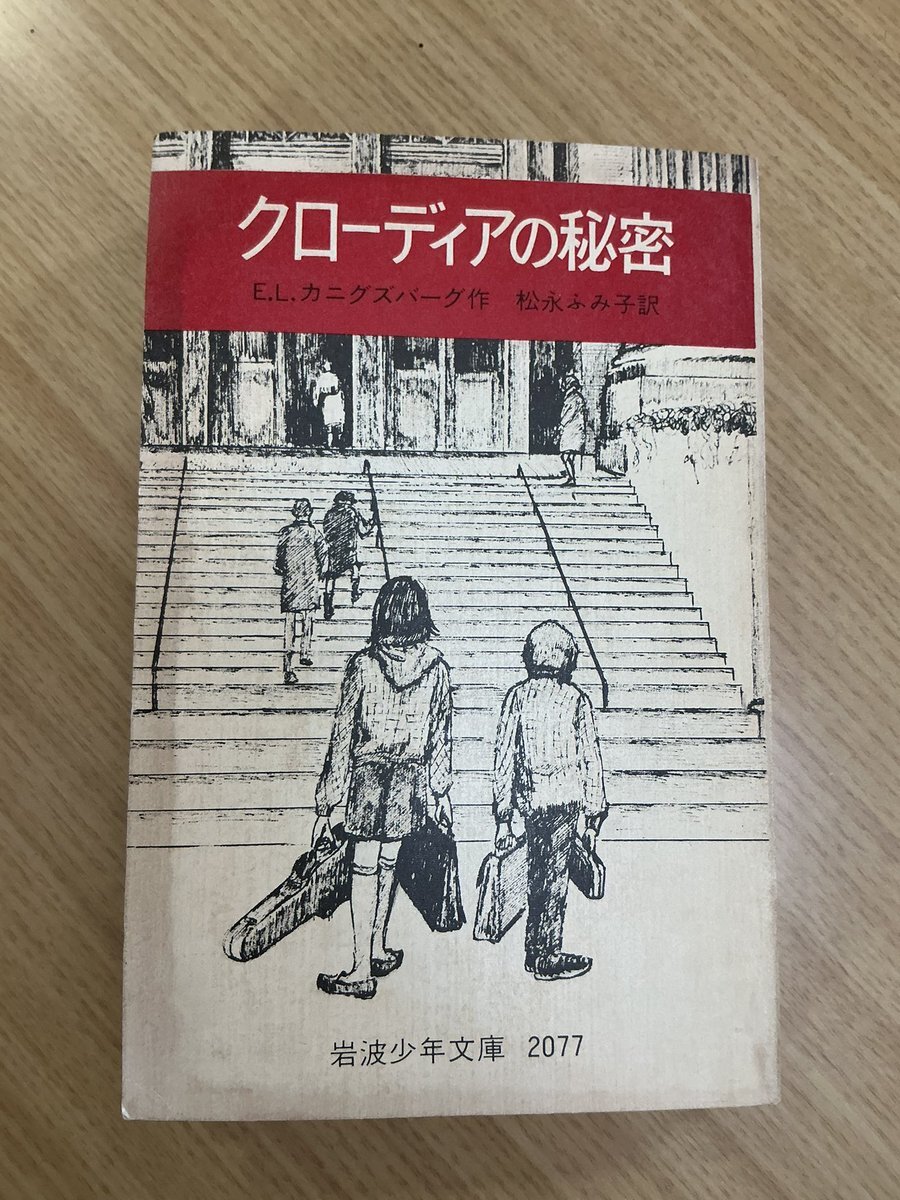 クローディアの秘密
E.L.カニグズバーグ作 松永ふみ子訳
岩波少年文庫 2077